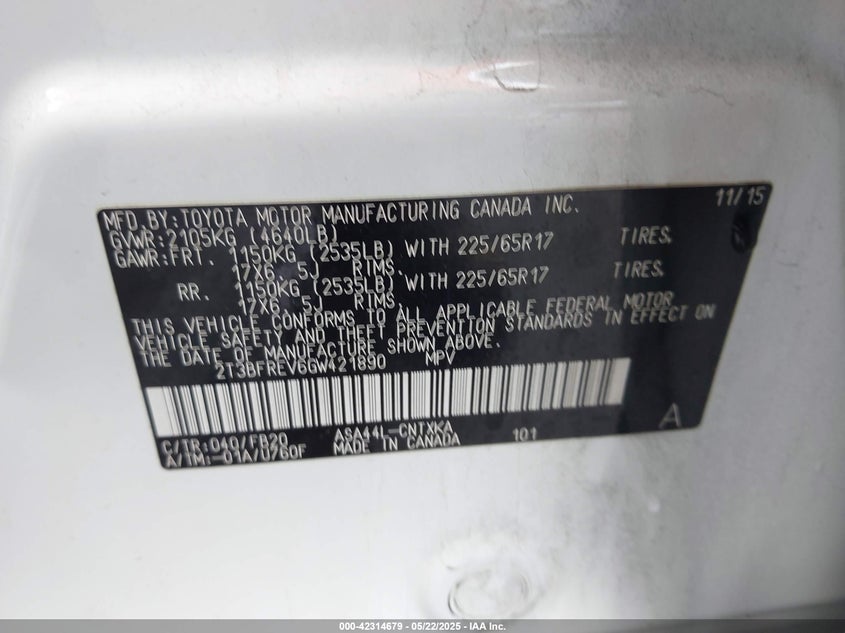 MFD.BY:TOYOTA MOTOR MANUFACTURING CANADA INC. 11/15
GVWR:2105KG (4640LB)
GAWR:FRT. 1150KG (2535LB) WITH 225/65R17 TIRES,
17X6. 5J RIMS,
RR. 1150KG (2535LB) WITH 225/65R17 TIRES,
17X6. 5J RIMS.
THIS VEHICLE CONFORMS TO ALL APPLICABLE FEDERAL MOTOR
VEHICLE SAFETY AND THEFT PREVENTION STANDARDS IN EFFECT ON
THE DATE OF MANUFACTURE SHOWN ABOVE.
2T3BFREV6GW421890 MPV
A
C/TR:040/FB20 ASA44L-CNTXKA
A/TM:-01A/U760F MADE IN CANADA 101
000-42314679 — 05/22/2025 — IAA Inc.